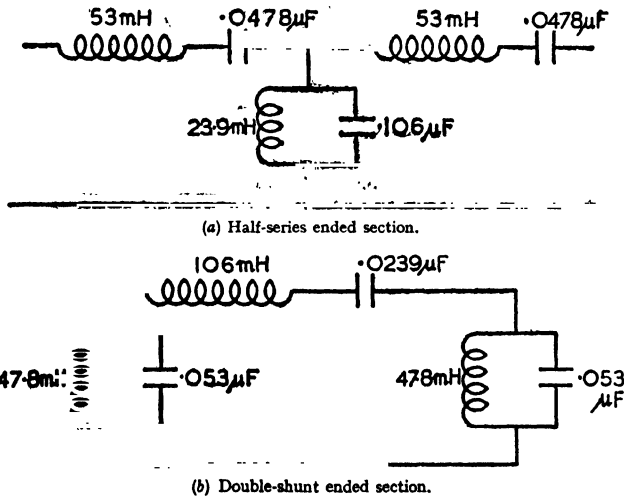 53mH ·0478μF 53mH ·0478μF
23.9mH ·106μF
(a) Half-series ended section.
106mH ·0239μF
·053μF 478mH ·053
μF
(b) Double-shunt ended section.